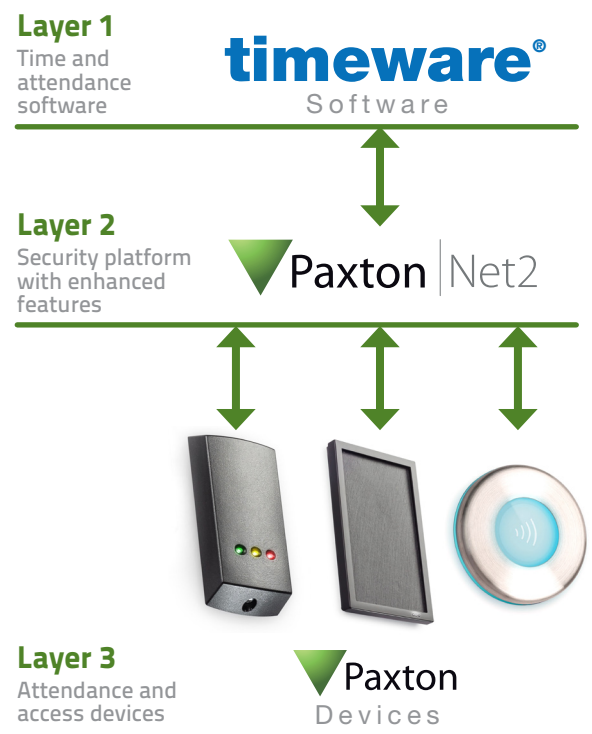 Layer 1
Time and
attendance
software
timeware®
Software
Layer 2
Security platform
with enhanced
features
Paxton | Net2
Layer 3
Attendance and
access devices
Paxton
Devices